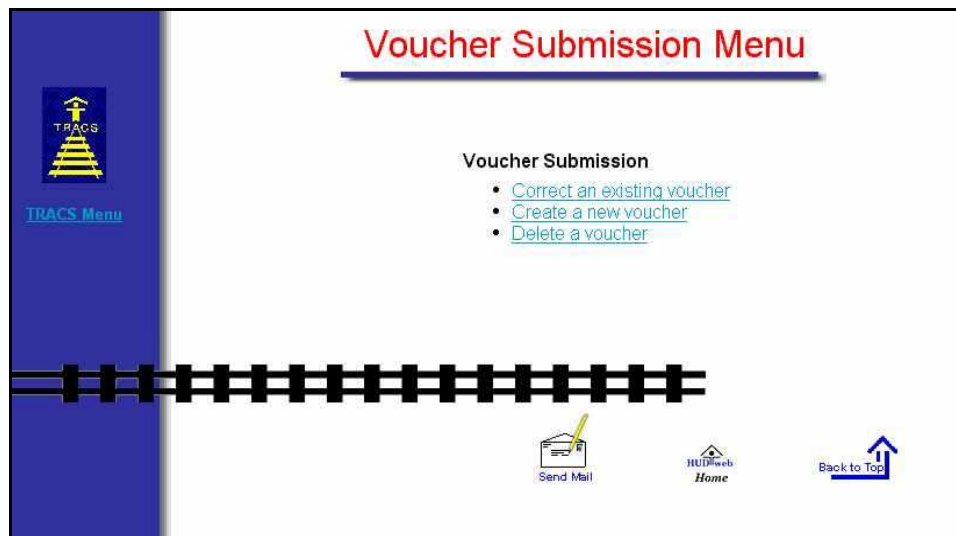 Voucher Submission Menu
TRACS
TRACS Menu
Voucher Submission
Correct an existing voucher
Create a new voucher
Delete a voucher
Send Mail
HUDweb
Home
Back to Top